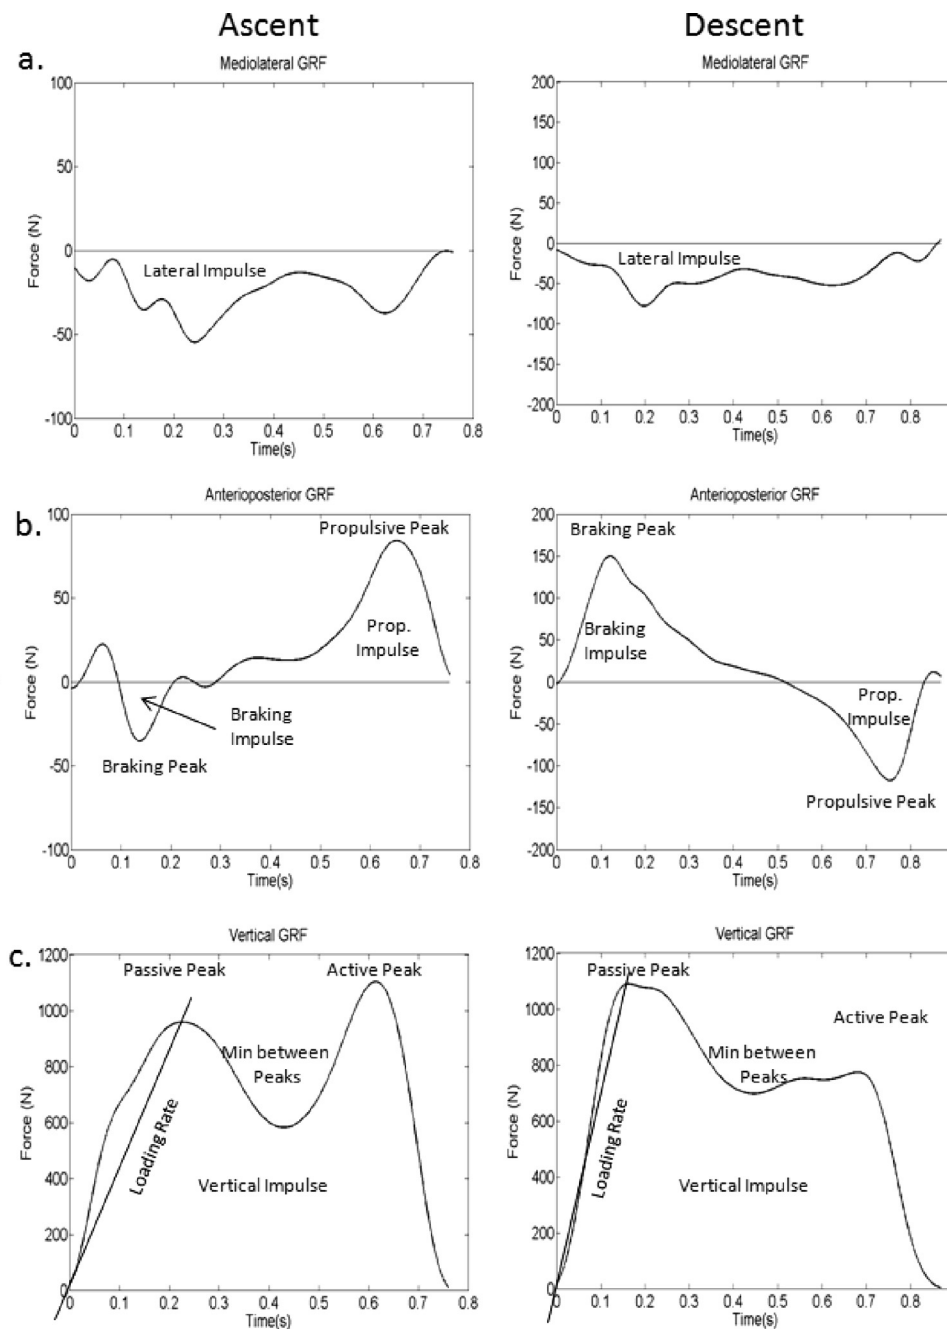 Ascent
Descent
a.
Mediolateral GRF
100
50
0
-50
-100
Force (N)
Lateral Impulse
0 0.1 0.2 0.3 0.4 0.5 0.6 0.7 0.8
Time(s)
Mediolateral GRF
200
150
100
50
0
-50
-100
-150
-200
Force (N)
Lateral Impulse
0 0.1 0.2 0.3 0.4 0.5 0.6 0.7 0.8
Time(s)
b.
Anterioposterior GRF
100
50
0
-50
-100
Force (N)
Propulsive Peak
Prop.
Impulse
Braking
Impulse
Braking Peak
0 0.1 0.2 0.3 0.4 0.5 0.6 0.7 0.8
Time(s)
Anterioposterior GRF
200
150
100
50
0
-50
-100
-150
-200
Force (N)
Braking Peak
Braking
Impulse
Prop.
Impulse
Propulsive Peak
0 0.1 0.2 0.3 0.4 0.5 0.6 0.7 0.8
Time(s)
c.
Vertical GRF
1200
1000
800
600
400
200
0
Force (N)
Passive Peak
Active Peak
Min between
Peaks
Loading Rate
Vertical Impulse
0 0.1 0.2 0.3 0.4 0.5 0.6 0.7 0.8
Time(s)
Vertical GRF
1200
1000
800
600
400
200
0
Force (N)
Passive Peak
Active Peak
Min between
Peaks
Loading Rate
Vertical Impulse
0 0.1 0.2 0.3 0.4 0.5 0.6 0.7 0.8
Time(s)